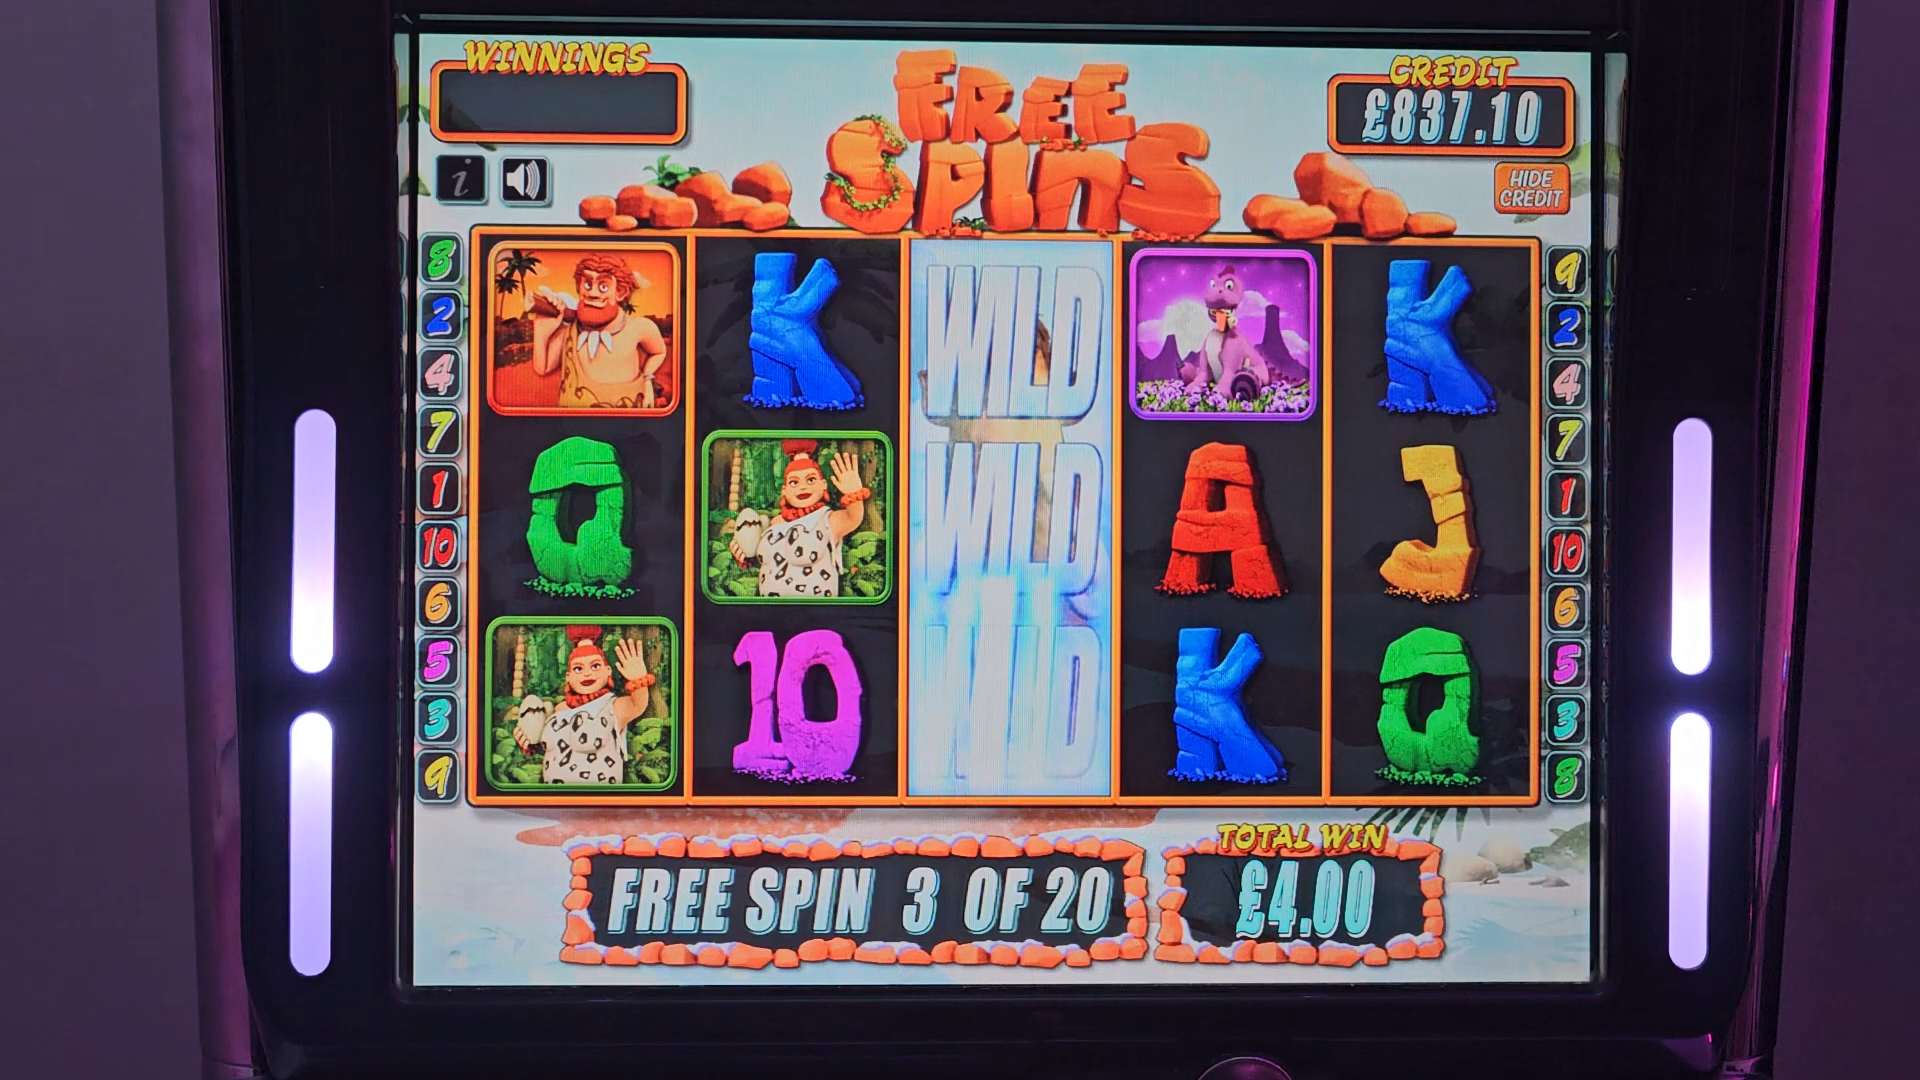 WINNINGS
FREE
SPINS
CREDIT
£837.10
i
HIDE
CREDIT
8
2
4
7
1
10
6
5
3
9
K
WILD
K
Q
WILD
A
J
10
WILD
K
Q
9
2
4
7
1
10
6
5
3
8
TOTAL WIN
FREE SPIN 3 OF 20
£4.00